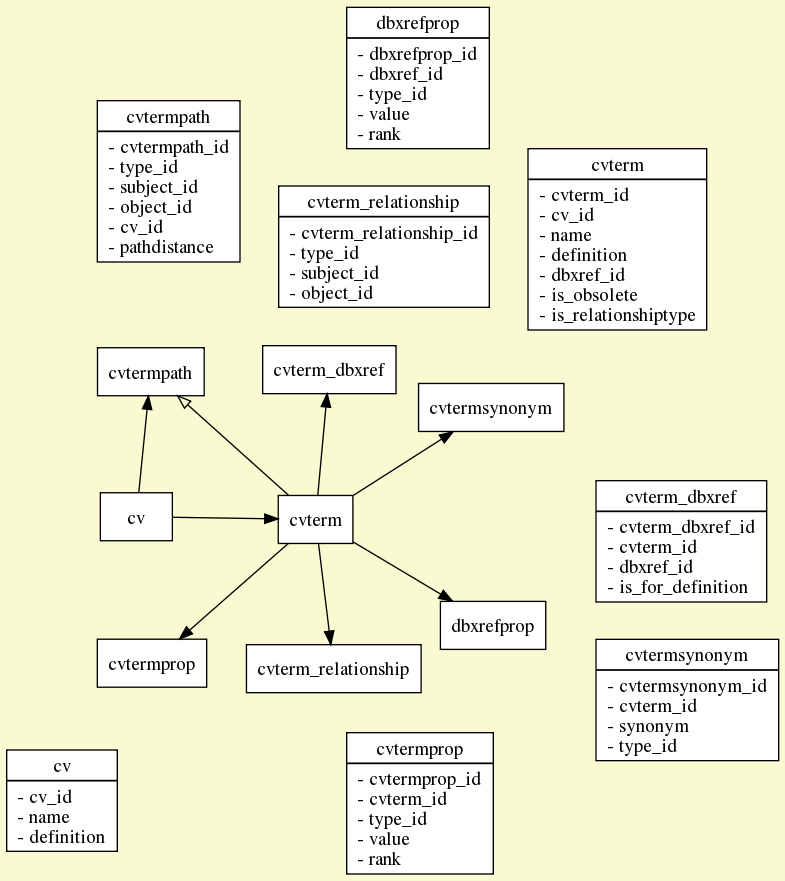 dbxrefprop
- dbxrefprop_id
- dbxref_id
- type_id
- value
- rank
cvtermpath
- cvtermpath_id
- type_id
- subject_id
- object_id
- cv_id
- pathdistance
cvterm
- cvterm_id
- cv_id
- name
- definition
- dbxref_id
- is_obsolete
- is_relationshiptype
cvterm_relationship
- cvterm_relationship_id
- type_id
- subject_id
- object_id
cvtermpath
cvterm_dbxref
cvtermsynonym
cv
cvterm
cvterm_dbxref
- cvterm_dbxref_id
- cvterm_id
- dbxref_id
- is_for_definition
dbxrefprop
cvtermprop
cvterm_relationship
cvtermsynonym
- cvtermsynonym_id
- cvterm_id
- synonym
- type_id
cv
- cv_id
- name
- definition
cvtermprop
- cvtermprop_id
- cvterm_id
- type_id
- value
- rank